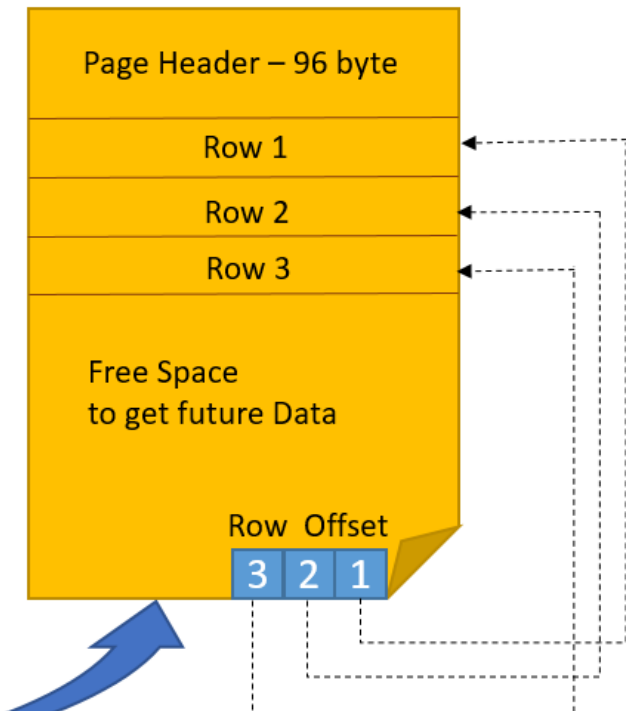 Page Header – 96 byte
Row 1
Row 2
Row 3
Free Space
to get future Data
Row Offset
3 2 1